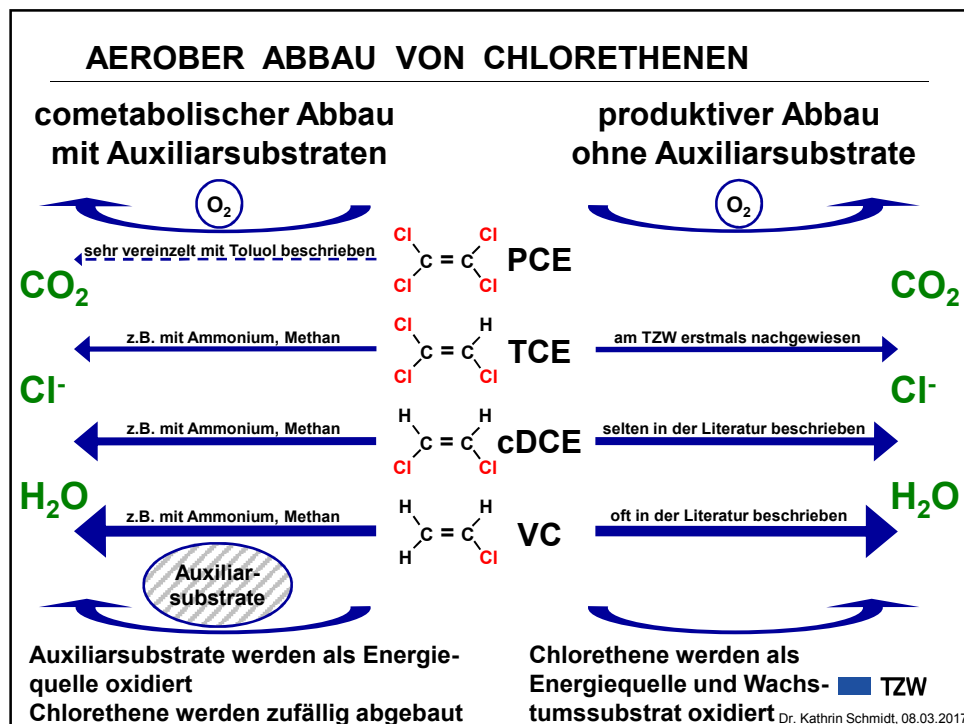 AEROBER ABBAU VON CHLORETHENEN
cometabolischer Abbau
mit Auxiliarsubstraten
produktiver Abbau
ohne Auxiliarsubstrate
O₂
O₂
sehr vereinzelt mit Toluol beschrieben
Cl Cl
C = C
Cl Cl
PCE
CO₂
CO₂
z.B. mit Ammonium, Methan
Cl H
C = C
Cl Cl
TCE
am TZW erstmals nachgewiesen
Cl⁻
Cl⁻
z.B. mit Ammonium, Methan
H H
C = C
Cl Cl
cDCE
selten in der Literatur beschrieben
H₂O
H₂O
z.B. mit Ammonium, Methan
H H
C = C
H Cl
VC
oft in der Literatur beschrieben
Auxiliar-
substrate
Auxiliarsubstrate werden als Energie-
quelle oxidiert
Chlorethene werden zufällig abgebaut
Chlorethene werden als
Energiequelle und Wachs-
tumssubstrat oxidiert
TZW
Dr. Kathrin Schmidt, 08.03.2017